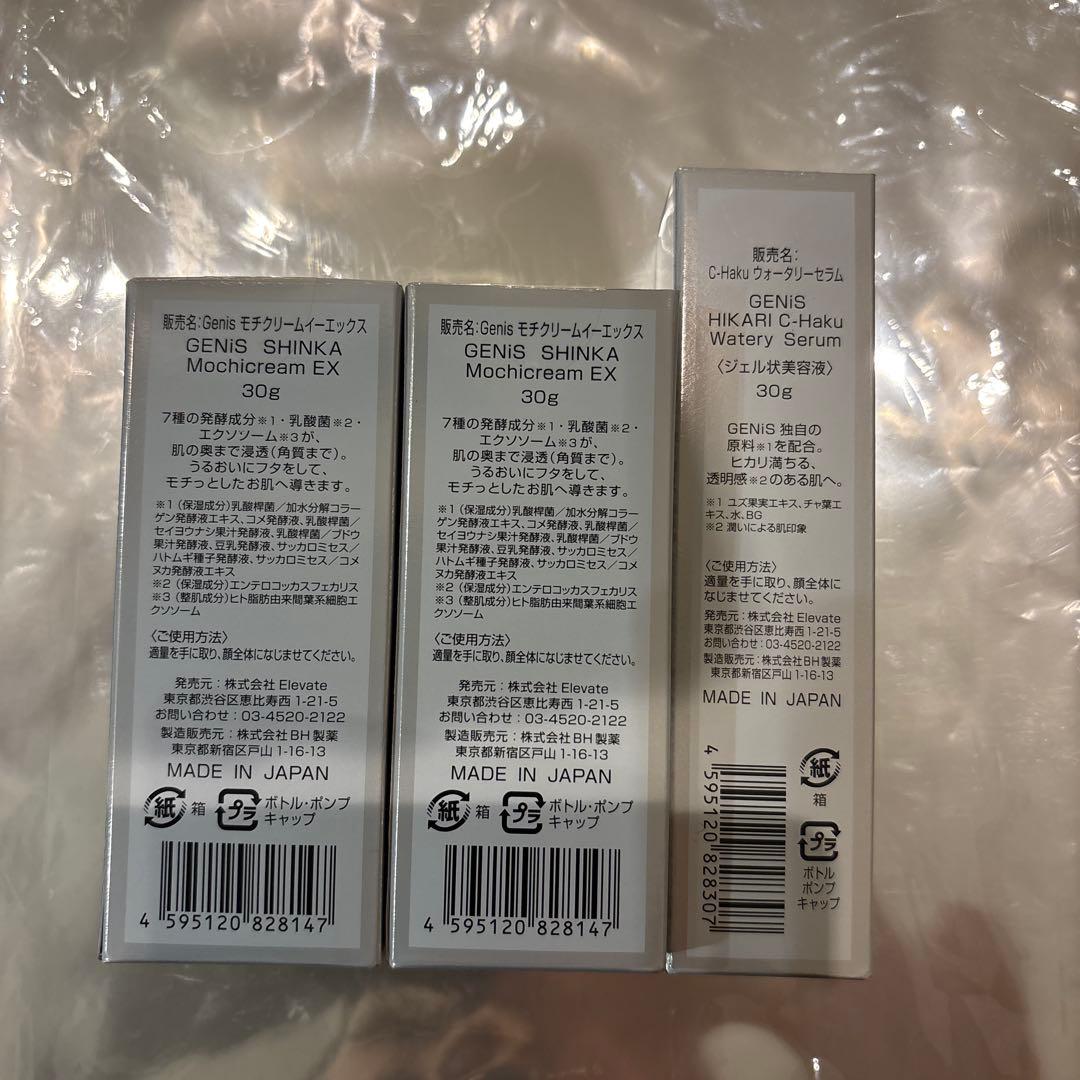 販売名:Genis モチクリームイーエックス
GENiS SHINKA
Mochicream EX
30g
7種の発酵成分※1・乳酸菌※2・
エクソソーム※3が、
肌の奥まで浸透(角質まで)。
うるおいにフタをして、
モチっとしたお肌へ導きます。
※1(保湿成分)乳酸桿菌/加水分解コラー
ゲン発酵液エキス、コメ発酵液、乳酸桿菌/
セイヨウナシ果汁発酵液、乳酸桿菌/ブドウ
果汁発酵液、豆乳発酵液、サッカロミセス/
ハトムギ種子発酵液、サッカロミセス/コメ
ヌカ発酵液エキス
※2(保湿成分)エンテロコッカスフェカリス
※3(整肌成分)ヒト脂肪由来間葉系細胞エ
クソソーム
〈ご使用方法〉
適量を手に取り、顔全体になじませてください。
発売元:株式会社Elevate
東京都渋谷区恵比寿西 1-21-5
お問い合わせ:03-4520-2122
製造販売元:株式会社BH製薬
東京都新宿区戸山 1-16-13
MADE IN JAPAN
紙 箱 プラ ボトル・ポンプ
キャップ
4 595120 828147
販売名:Genis モチクリームイーエックス
GENiS SHINKA
Mochicream EX
30g
7種の発酵成分※1・乳酸菌※2・
エクソソーム※3が、
肌の奥まで浸透(角質まで)。
うるおいにフタをして、
モチっとしたお肌へ導きます。
※1(保湿成分)乳酸桿菌/加水分解コラー
ゲン発酵液エキス、コメ発酵液、乳酸桿菌/
セイヨウナシ果汁発酵液、乳酸桿菌/ブドウ
果汁発酵液、豆乳発酵液、サッカロミセス/
ハトムギ種子発酵液、サッカロミセス/コメ
ヌカ発酵液エキス
※2(保湿成分)エンテロコッカスフェカリス
※3(整肌成分)ヒト脂肪由来間葉系細胞エ
クソソーム
〈ご使用方法〉
適量を手に取り、顔全体になじませてください。
発売元:株式会社Elevate
東京都渋谷区恵比寿西 1-21-5
お問い合わせ:03-4520-2122
製造販売元:株式会社BH製薬
東京都新宿区戸山 1-16-13
MADE IN JAPAN
紙 箱 プラ ボトル・ポンプ
キャップ
4 595120 828147
販売名:
C-Haku ウォータリーセラム
GENiS
HIKARI C-Haku
Watery Serum
〈ジェル状美容液〉
30g
GENiS 独自の
原料※1を配合。
ヒカリ満ちる、
透明感※2のある肌へ。
※1 ユズ果実エキス、チャ葉エ
キス、水、BG
※2 潤いによる肌印象
〈ご使用方法〉
適量を手に取り、顔全体に
なじませてください。
発売元:株式会社Elevate
東京都渋谷区恵比寿西 1-21-5
お問い合わせ:03-4520-2122
製造販売元:株式会社BH製薬
東京都新宿区戸山 1-16-13
MADE IN JAPAN
4 595120 828307
紙
箱
プラ
ボトル
ポンプ
キャップ